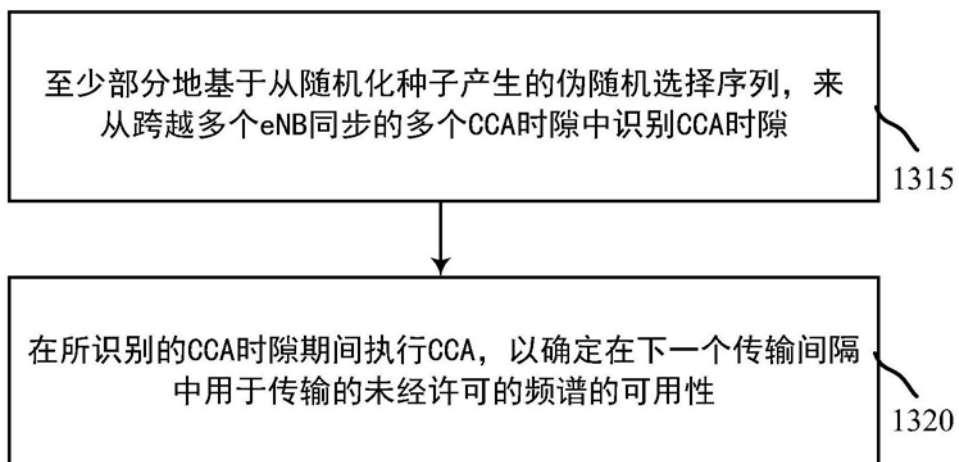 至少部分地基于从随机化种子产生的伪随机选择序列，来
从跨越多个eNB同步的多个CCA时隙中识别CCA时隙
1315
在所识别的CCA时隙期间执行CCA，以确定在下一个传输间隔
中用于传输的未经许可的频谱的可用性
1320